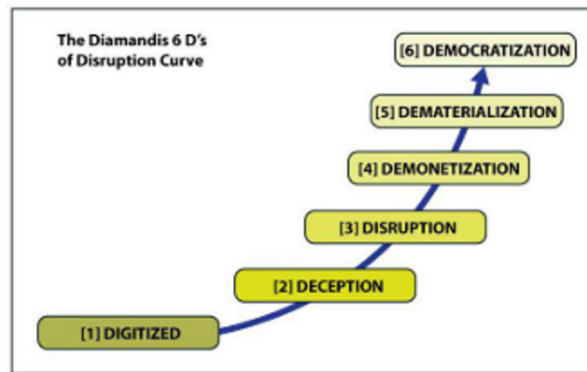 The Diamandis 6 D's
of Disruption Curve
[6] DEMOCRATIZATION
[5] DEMATERIALIZATION
[4] DEMONETIZATION
[3] DISRUPTION
[2] DECEPTION
[1] DIGITIZED